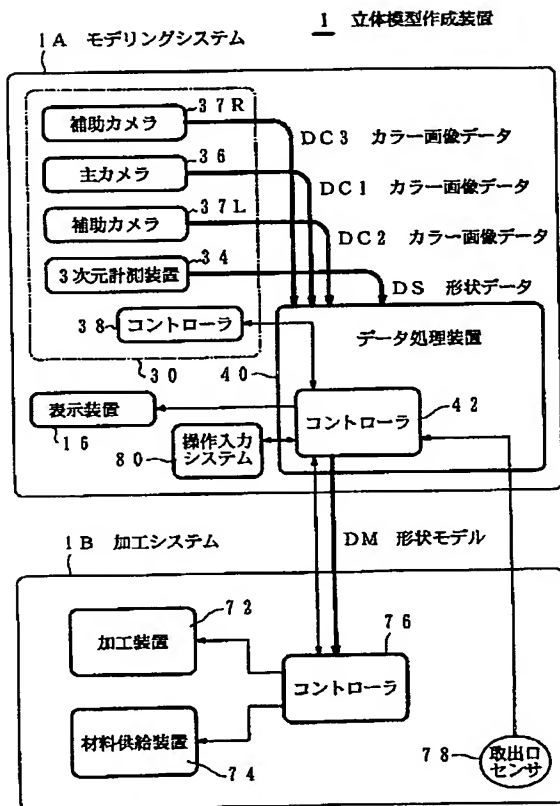 1 立体模型作成装置
1A モデリングシステム
37R
補助カメラ
DC3 カラー画像データ
36
主カメラ
DC1 カラー画像データ
37L
補助カメラ
DC2 カラー画像データ
34
3次元計測装置
DS 形状データ
38 コントローラ
データ処理装置
30
40
表示装置
コントローラ
42
16
操作入力
システム
80
DM 形状モデル
1B 加工システム
72
加工装置
76
コントローラ
材料供給装置
74
78
取出口
センサ